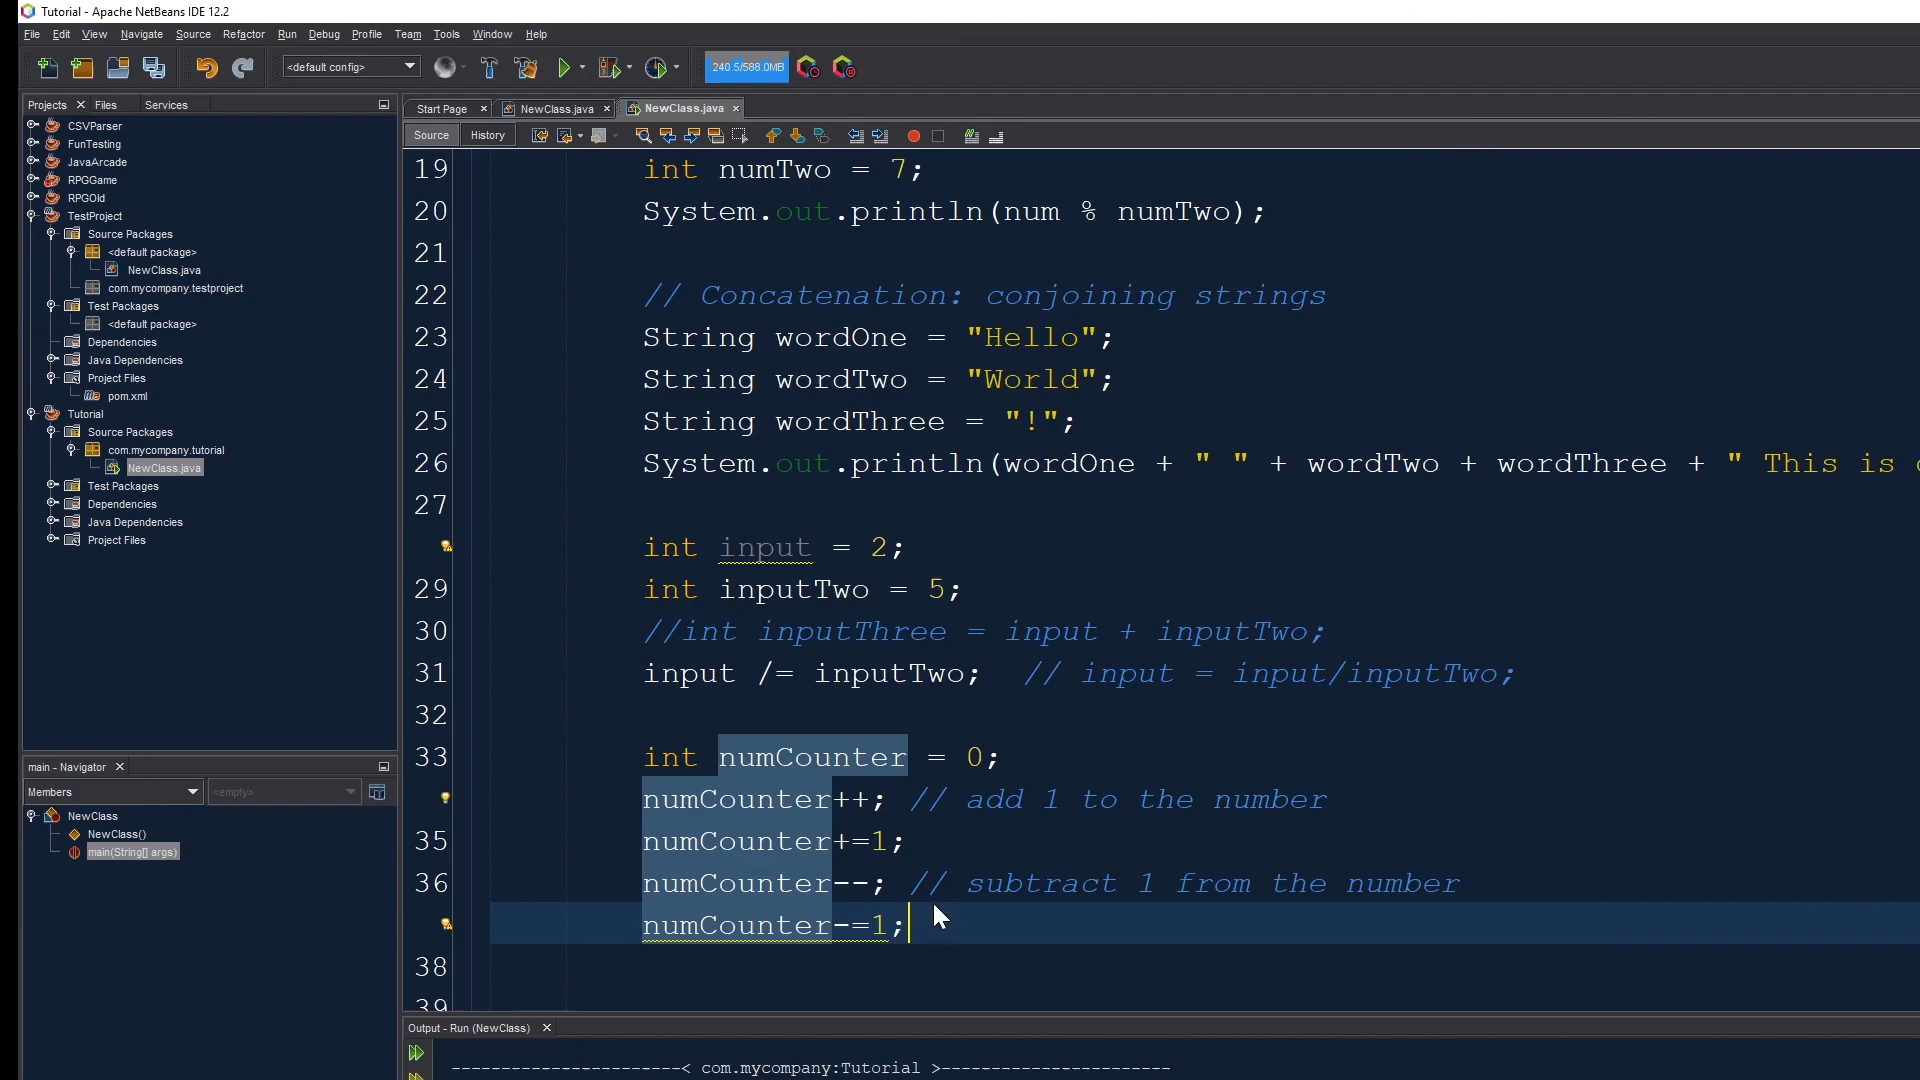 Tutorial - Apache NetBeans IDE 12.2
File Edit View Navigate Source Refactor Run Debug Profile Team Tools Window Help
<default config>
240.5/588.0MB
Projects Files Services
CSVParser
FunTesting
JavaArcade
RPGGame
RPGOld
TestProject
Source Packages
<default package>
NewClass.java
com.mycompany.testproject
Test Packages
<default package>
Dependencies
Java Dependencies
Project Files
pom.xml
Tutorial
Source Packages
com.mycompany.tutorial
NewClass.java
Test Packages
Dependencies
Java Dependencies
Project Files
main - Navigator
Members <empty>
NewClass
NewClass()
main(String[] args)
Start Page NewClass.java NewClass.java
Source History
19 int numTwo = 7;
20 System.out.println(num % numTwo);
21
22 // Concatenation: conjoining strings
23 String wordOne = "Hello";
24 String wordTwo = "World";
25 String wordThree = "!";
26 System.out.println(wordOne + " " + wordTwo + wordThree + " This is
27
int input = 2;
29 int inputTwo = 5;
30 //int inputThree = input + inputTwo;
31 input /= inputTwo; // input = input/inputTwo;
32
33 int numCounter = 0;
numCounter++; // add 1 to the number
35 numCounter+=1;
36 numCounter--; // subtract 1 from the number
numCounter-=1;
38
39
Output - Run (NewClass)
-----------------------< com.mycompany:Tutorial >-----------------------